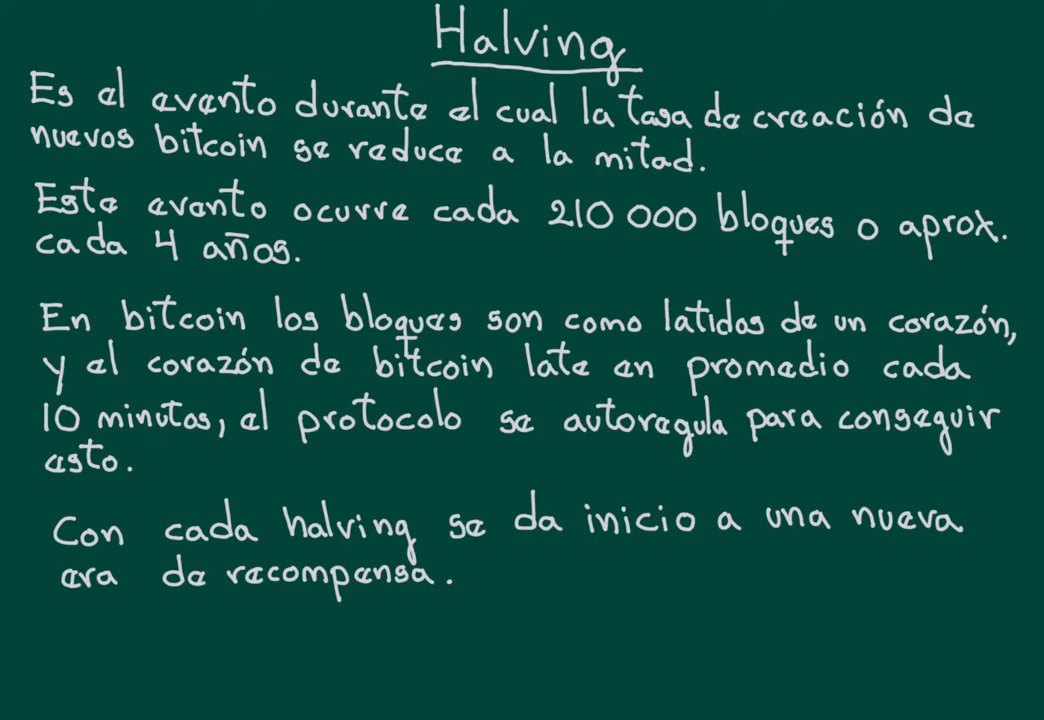 Halving
Es el evento durante el cual la tasa de creación de
nuevos bitcoin se reduce a la mitad.
Este evento ocurre cada 210 000 bloques o aprox.
cada 4 años.
En bitcoin los bloques son como latidos de un corazón,
y el corazón de bitcoin late en promedio cada
10 minutos, el protocolo se autoregula para conseguir
esto.
Con cada halving se da inicio a una nueva
era de recompensa.